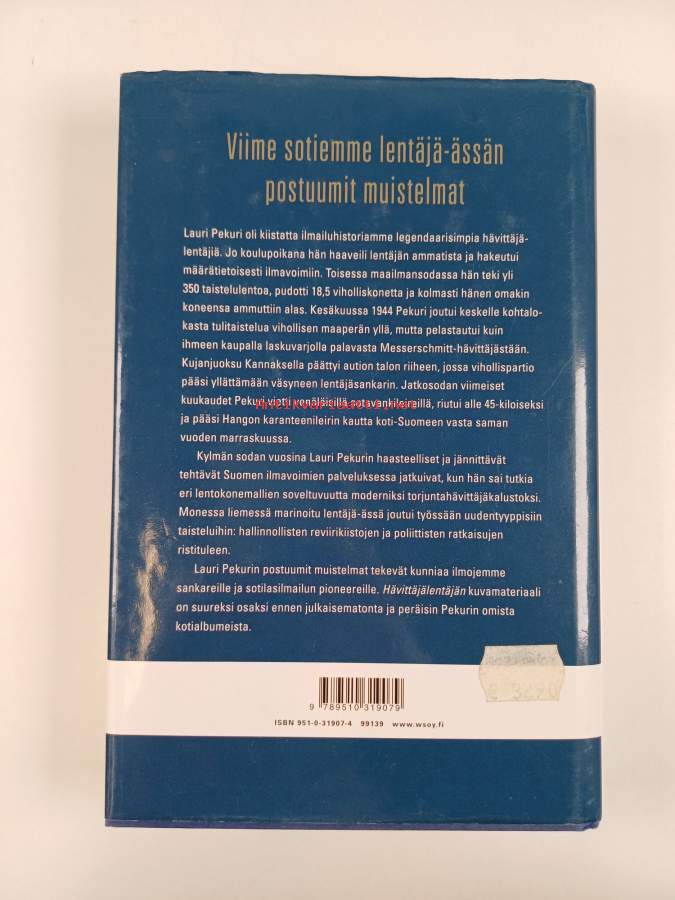 Viime sotiemme lentäjä-ässän
postuumit muistelmat
Lauri Pekuri oli kiistatta ilmailuhistoriamme legendaarisimpia hävittäjä-
lentäjiä. Jo koulupoikana hän haaveili lentäjän ammatista ja hakeutui
määrätietoisesti ilmavoimiin. Toisessa maailmansodassa hän teki yli
350 taistelulentoa, pudotti 18,5 vihollískonetta ja kolmasti hänen omakin
koneensa ammuttiin alas. Kesäkuussa 1944 Pekuri joutui keskelle kohtalo-
kasta tulitaistelua vihollisen maaperän yllä, mutta pelastautui kuin
ihmeen kaupalla laskuvarjolla palavasta Messerschmitt-hävittäjästään.
Kujanjuoksu Kannaksella päättyi aution talon riiheen, jossa vihollispartio
pääsi yllättämään väsyneen lentäjäsankarin. Jatkosodan viimeiset
kuukaudet Pekuri vietti venäläisillä sotavankileireillä, riutui alle 45-kiloiseksi
ja pääsi Hangon karanteenileirin kautta koti-Suomeen vasta saman
vuoden marraskuussa.
Kylmän sodan vuosina Lauri Pekurin haasteelliset ja jännittävät
tehtävät Suomen ilmavoimien palveluksessa jatkuivat, kun hän sai tutkia
eri lentokonemallien soveltuvuutta moderniksi torjuntahävittäjäkalustoksi.
Monessa liemessä marinoitu lentäjä-ässä joutui työssään uudentyyppisiin
taisteluihin: hallinnollisten reviirikiistojen ja poliittisten ratkaisujen
ristituleen.
Lauri Pekurin postuumit muistelmat tekevät kunniaa ilmojemme
sankareille ja sotilasilmailun pioneereille. Hävittäjälentäjän kuvamateriaali
on suureksi osaksi ennen julkaisematonta ja peräisin Pekurin omista
kotialbumeista.
9 789510 319079
ISBN 951-0-31907-4 99139 www.wsoy.fi